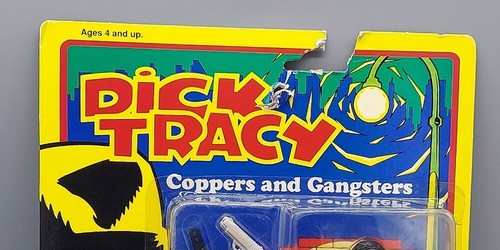 Ages 4 and up.
DICK
TRACY
Coppers and Gangsters